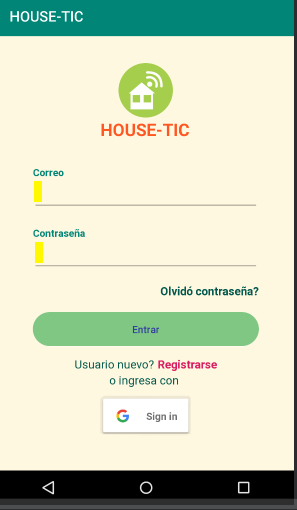 HOUSE-TIC
HOUSE-TIC
Correo
Contraseña
Olvidó contraseña?
Entrar
Usuario nuevo? Registrarse
o ingresa con
Sign in